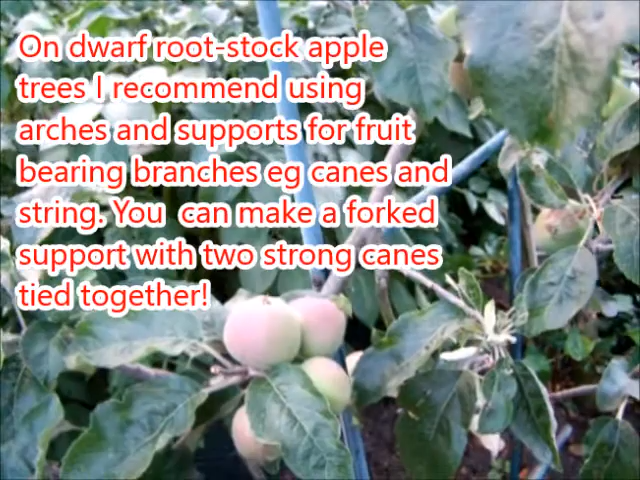 On dwarf root-stock apple
trees I recommend using
arches and supports for fruit
bearing branches eg canes and
string. You  can make a forked
support with two strong canes
tied together!